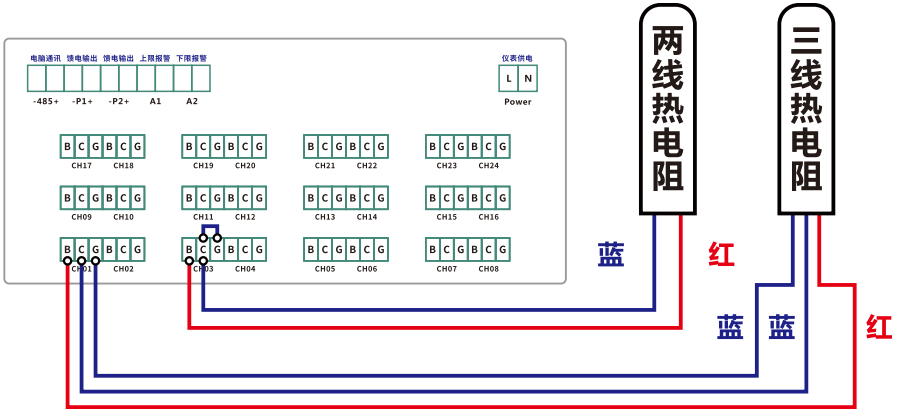 电脑通讯 馈电输出 馈电输出 上限报警 下限报警
-485+ -P1+ -P2+ A1 A2
仪表供电
L N
Power
B C G B C G B C G B C G B C G B C G B C G B C G
CH17 CH18 CH19 CH20 CH21 CH22 CH23 CH24
B C G B C G B C G B C G B C G B C G B C G B C G
CH09 CH10 CH11 CH12 CH13 CH14 CH15 CH16
B C G B C G B C G B C G B C G B C G B C G B C G
CH01 CH02 CH03 CH04 CH05 CH06 CH07 CH08
两线热电阻
三线热电阻
蓝 红
蓝 蓝 红